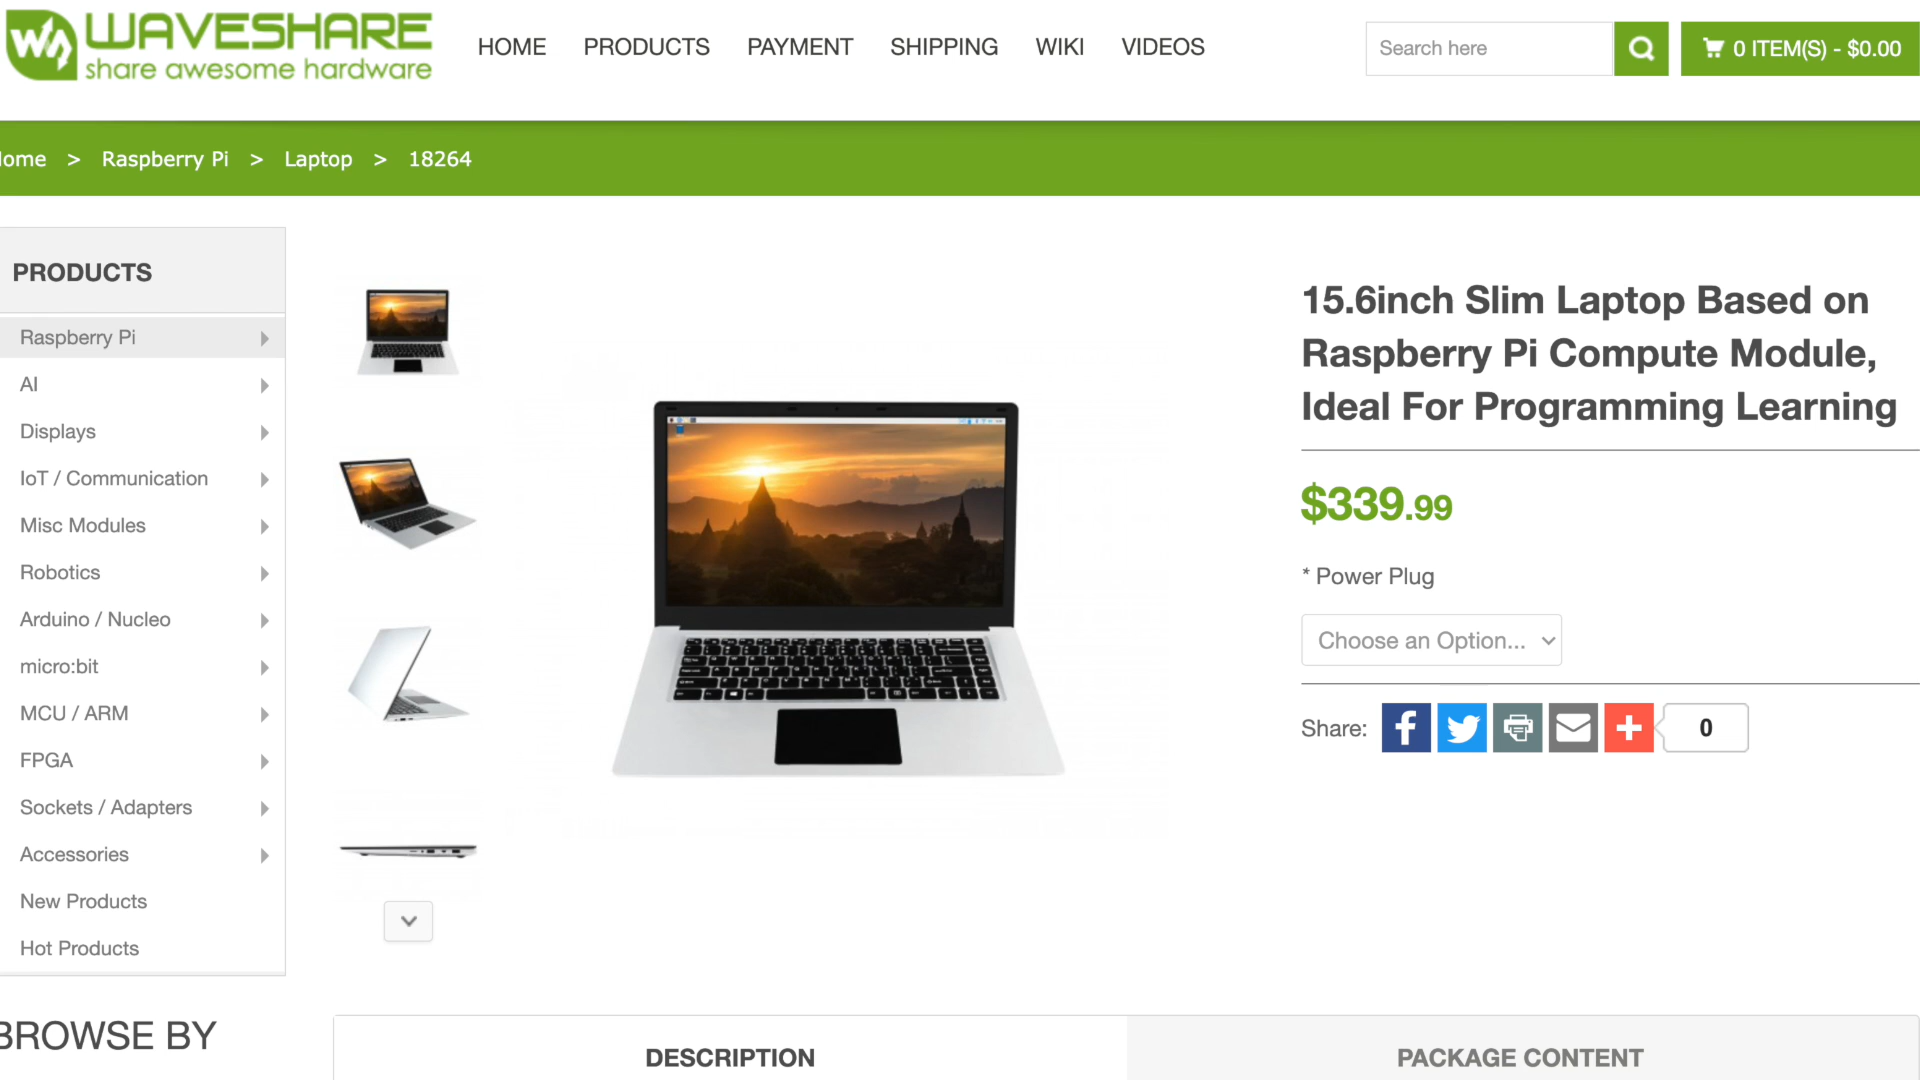 WAVESHARE
share awesome hardware
HOME PRODUCTS PAYMENT SHIPPING WIKI VIDEOS
Search here
0 ITEM(S) - $0.00
ome > Raspberry Pi > Laptop > 18264
PRODUCTS
Raspberry Pi
AI
Displays
IoT / Communication
Misc Modules
Robotics
Arduino / Nucleo
micro:bit
MCU / ARM
FPGA
Sockets / Adapters
Accessories
New Products
Hot Products
BROWSE BY
15.6inch Slim Laptop Based on
Raspberry Pi Compute Module,
Ideal For Programming Learning
$339.99
* Power Plug
Choose an Option...
Share:
0
DESCRIPTION
PACKAGE CONTENT